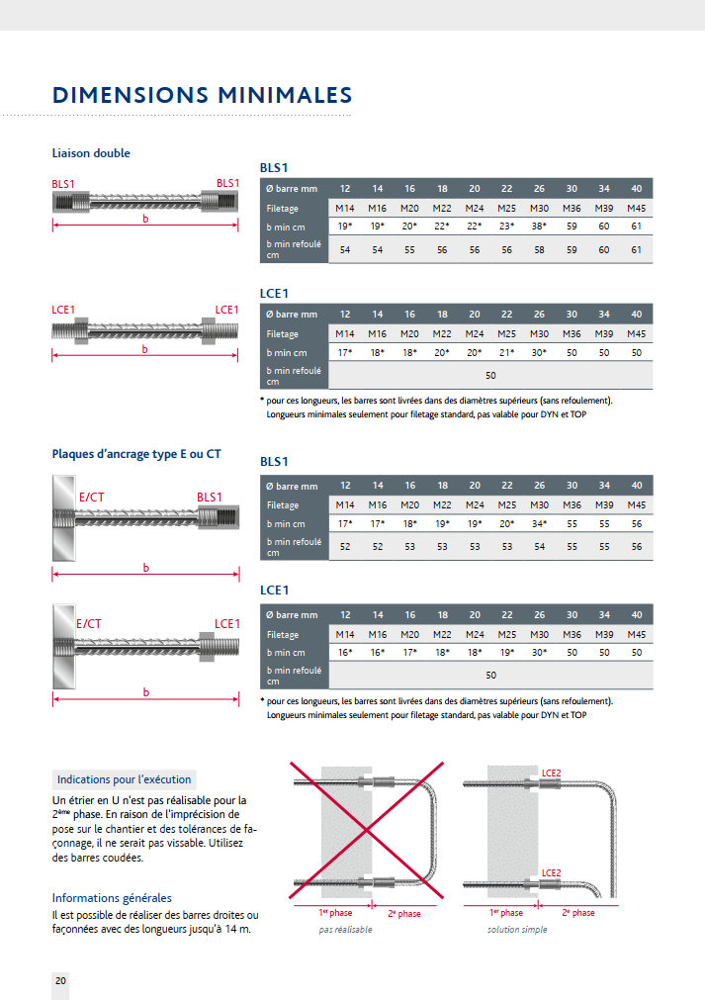 DIMENSIONS MINIMALES
Liaison double
BLS1 BLS1
b
BLS1
Ø barre mm 12 14 16 18 20 22 26 30 34 40
Filetage M14 M16 M20 M22 M24 M25 M30 M36 M39 M45
b min cm 19* 19* 20* 22* 22* 23* 38* 59 60 61
b min refoulé
cm 54 54 55 56 56 56 58 59 60 61
LCE1 LCE1
b
LCE1
Ø barre mm 12 14 16 18 20 22 26 30 34 40
Filetage M14 M16 M20 M22 M24 M25 M30 M36 M39 M45
b min cm 17* 18* 18* 20* 20* 21* 30* 50 50 50
b min refoulé
cm 50
* pour ces longueurs, les barres sont livrées dans des diamètres supérieurs (sans refoulement).
Longueurs minimales seulement pour filetage standard, pas valable pour DYN et TOP
Plaques d'ancrage type E ou CT
E/CT BLS1
b
BLS1
Ø barre mm 12 14 16 18 20 22 26 30 34 40
Filetage M14 M16 M20 M22 M24 M25 M30 M36 M39 M45
b min cm 17* 17* 18* 19* 19* 20* 34* 55 55 56
b min refoulé
cm 52 52 53 53 53 53 54 55 55 56
E/CT LCE1
b
LCE1
Ø barre mm 12 14 16 18 20 22 26 30 34 40
Filetage M14 M16 M20 M22 M24 M25 M30 M36 M39 M45
b min cm 16* 16* 17* 18* 18* 19* 30* 50 50 50
b min refoulé
cm 50
* pour ces longueurs, les barres sont livrées dans des diamètres supérieurs (sans refoulement).
Longueurs minimales seulement pour filetage standard, pas valable pour DYN et TOP
Indications pour l'exécution
Un étrier en U n'est pas réalisable pour la
2ème phase. En raison de l'imprécision de
pose sur le chantier et des tolérances de fa-
çonnage, il ne serait pas vissable. Utilisez
des barres coudées.
Informations générales
Il est possible de réaliser des barres droites ou
façonnées avec des longueurs jusqu'à 14 m.
1er phase 2e phase
pas réalisable
LCE2
LCE2
1er phase 2e phase
solution simple
20